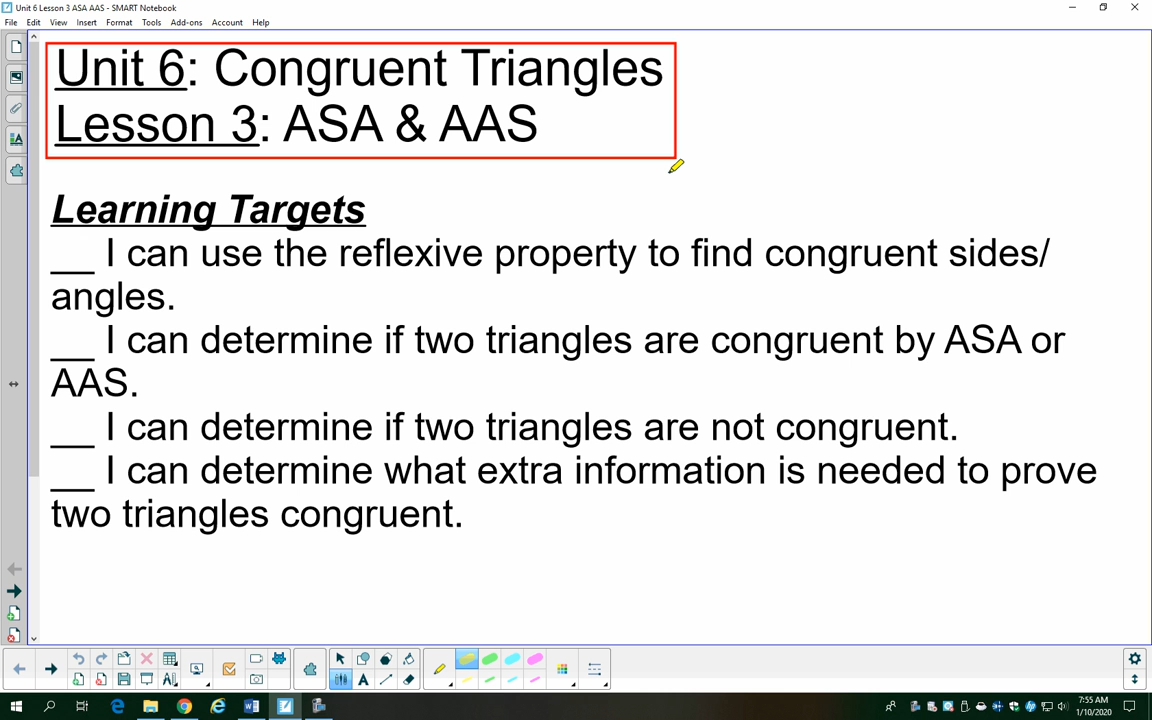 Unit 6 Lesson 3 ASA AAS - SMART Notebook
File Edit View Insert Format Tools Add-ons Account Help
Unit 6: Congruent Triangles
Lesson 3: ASA & AAS
Learning Targets
__ I can use the reflexive property to find congruent sides/
angles.
__ I can determine if two triangles are congruent by ASA or
AAS.
__ I can determine if two triangles are not congruent.
__ I can determine what extra information is needed to prove
two triangles congruent.
7:55 AM
1/10/2020